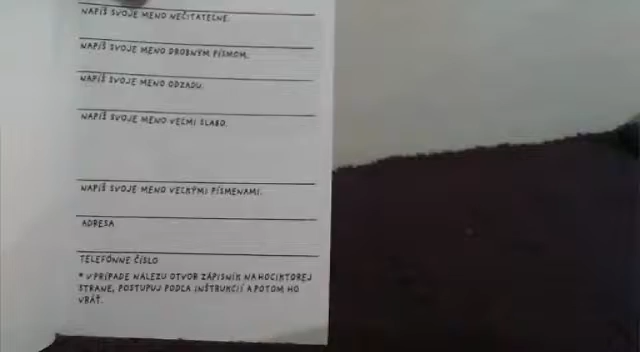 NAPÍŠ SVOJE MENO NEČITATEĽNE.
NAPÍŠ SVOJE MENO DROBNÝM PÍSMOM.
NAPÍŠ SVOJE MENO ODZADU.
NAPÍŠ SVOJE MENO VEĽMI SLABO.
NAPÍŠ SVOJE MENO VEĽKÝMI PÍSMENAMI.
ADRESA
TELEFÓNNE ČÍSLO
* V PRÍPADE NÁLEZU OTVOR ZÁPISNÍK NA HOCIKTOREJ
STRANE, POSTUPUJ PODĽA INŠTRUKCIÍ A POTOM HO
VRÁŤ.